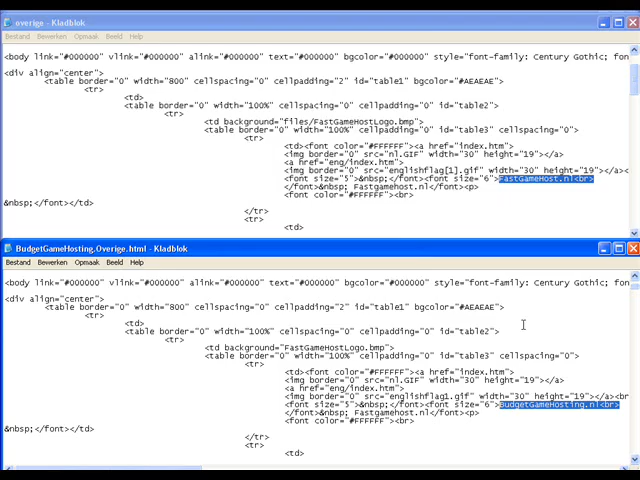 overige - Kladblok
Bestand Bewerken Opmaak Beeld Help
<body link="#000000" vlink="#000000" alink="#000000" text="#000000" bgcolor="#000000" style="font-family: Century Gothic; fon
<div align="center">
<table border="0" width="800" cellspacing="0" cellpadding="2" id="table1" bgcolor="#AEAEAE">
<tr>
<td>
<table border="0" width="100%" cellspacing="0" cellpadding="0" id="table2">
<tr>
<td background="files/FastGameHostLogo.bmp">
<table border="0" width="100%" cellpadding="0" id="table3" cellspacing="0">
<tr>
<td><font color="#FFFFFF"><a href="index.htm">
<img border="0" src="nl.GIF" width="30" height="19"></a>
<a href="eng/index.htm">
<img border="0" src="englishflag[1].gif" width="30" height="19"></a>
<font size="5">&nbsp;</font><font size="6">FastGameHost.nl<br>
</font>&nbsp; Fastgamehost.nl</font><p>
<font color="#FFFFFF"><br>
&nbsp;</font></td>
</tr>
<tr>
<td>
BudgetGameHosting.Overige.html - Kladblok
Bestand Bewerken Opmaak Beeld Help
<body link="#000000" vlink="#000000" alink="#000000" text="#000000" bgcolor="#000000" style="font-family: Century Gothic; fon
<div align="center">
<table border="0" width="800" cellspacing="0" cellpadding="2" id="table1" bgcolor="#AEAEAE">
<tr>
<td>
<table border="0" width="100%" cellspacing="0" cellpadding="0" id="table2">
<tr>
<td background="FastGameHostLogo.bmp">
<table border="0" width="100%" cellpadding="0" id="table3" cellspacing="0">
<tr>
<td><font color="#FFFFFF"><a href="index.htm">
<img border="0" src="nl.GIF" width="30" height="19"></a>
<a href="eng/index.htm">
<img border="0" src="englishflag1.gif" width="30" height="19"></a><br
<font size="5">&nbsp;</font><font size="6">BudgetGameHosting.nl<br>
</font>&nbsp; Fastgamehost.nl</font><p>
<font color="#FFFFFF"><br>
&nbsp;</font></td>
</tr>
<tr>
<td>